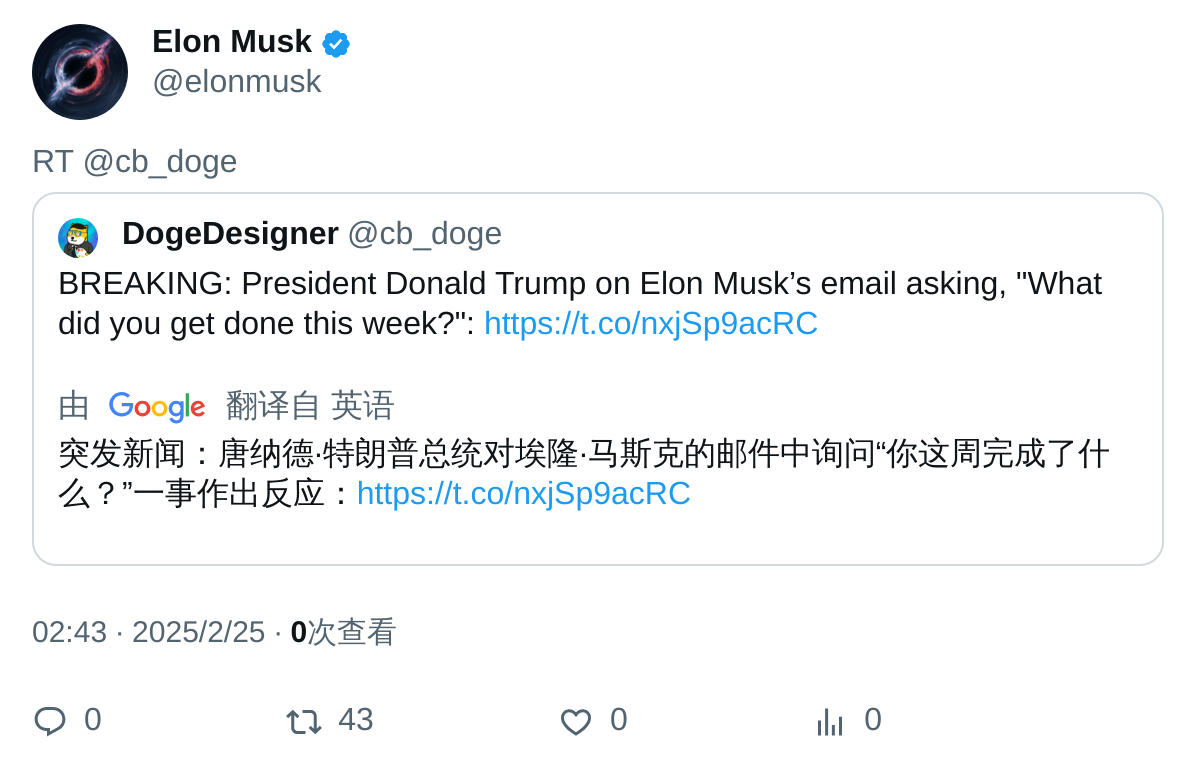 Elon Musk
@elonmusk
RT @cb_doge
DogeDesigner @cb_doge
BREAKING: President Donald Trump on Elon Musk’s email asking, "What
did you get done this week?": https://t.co/nxjSp9acRC
由 Google 翻译自 英语
突发新闻：唐纳德·特朗普总统对埃隆·马斯克的邮件中询问“你这周完成了什
么？”一事作出反应：https://t.co/nxjSp9acRC
02:43 · 2025/2/25 · 0次查看
0 43 0 0